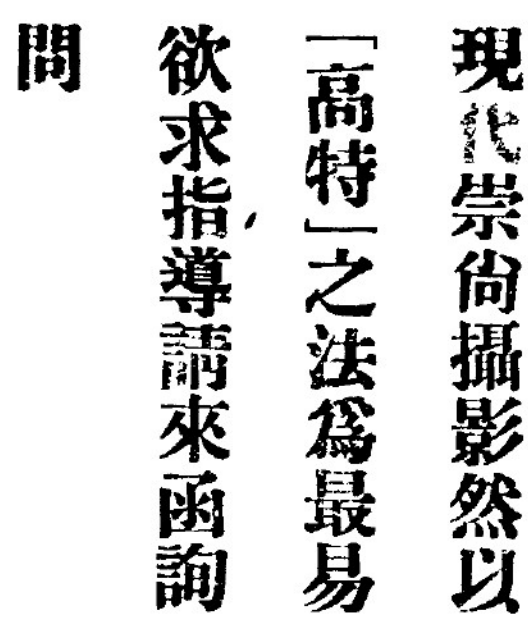 現代崇尙攝影然以
「高特」之法爲最易
欲求指導請來函詢
問